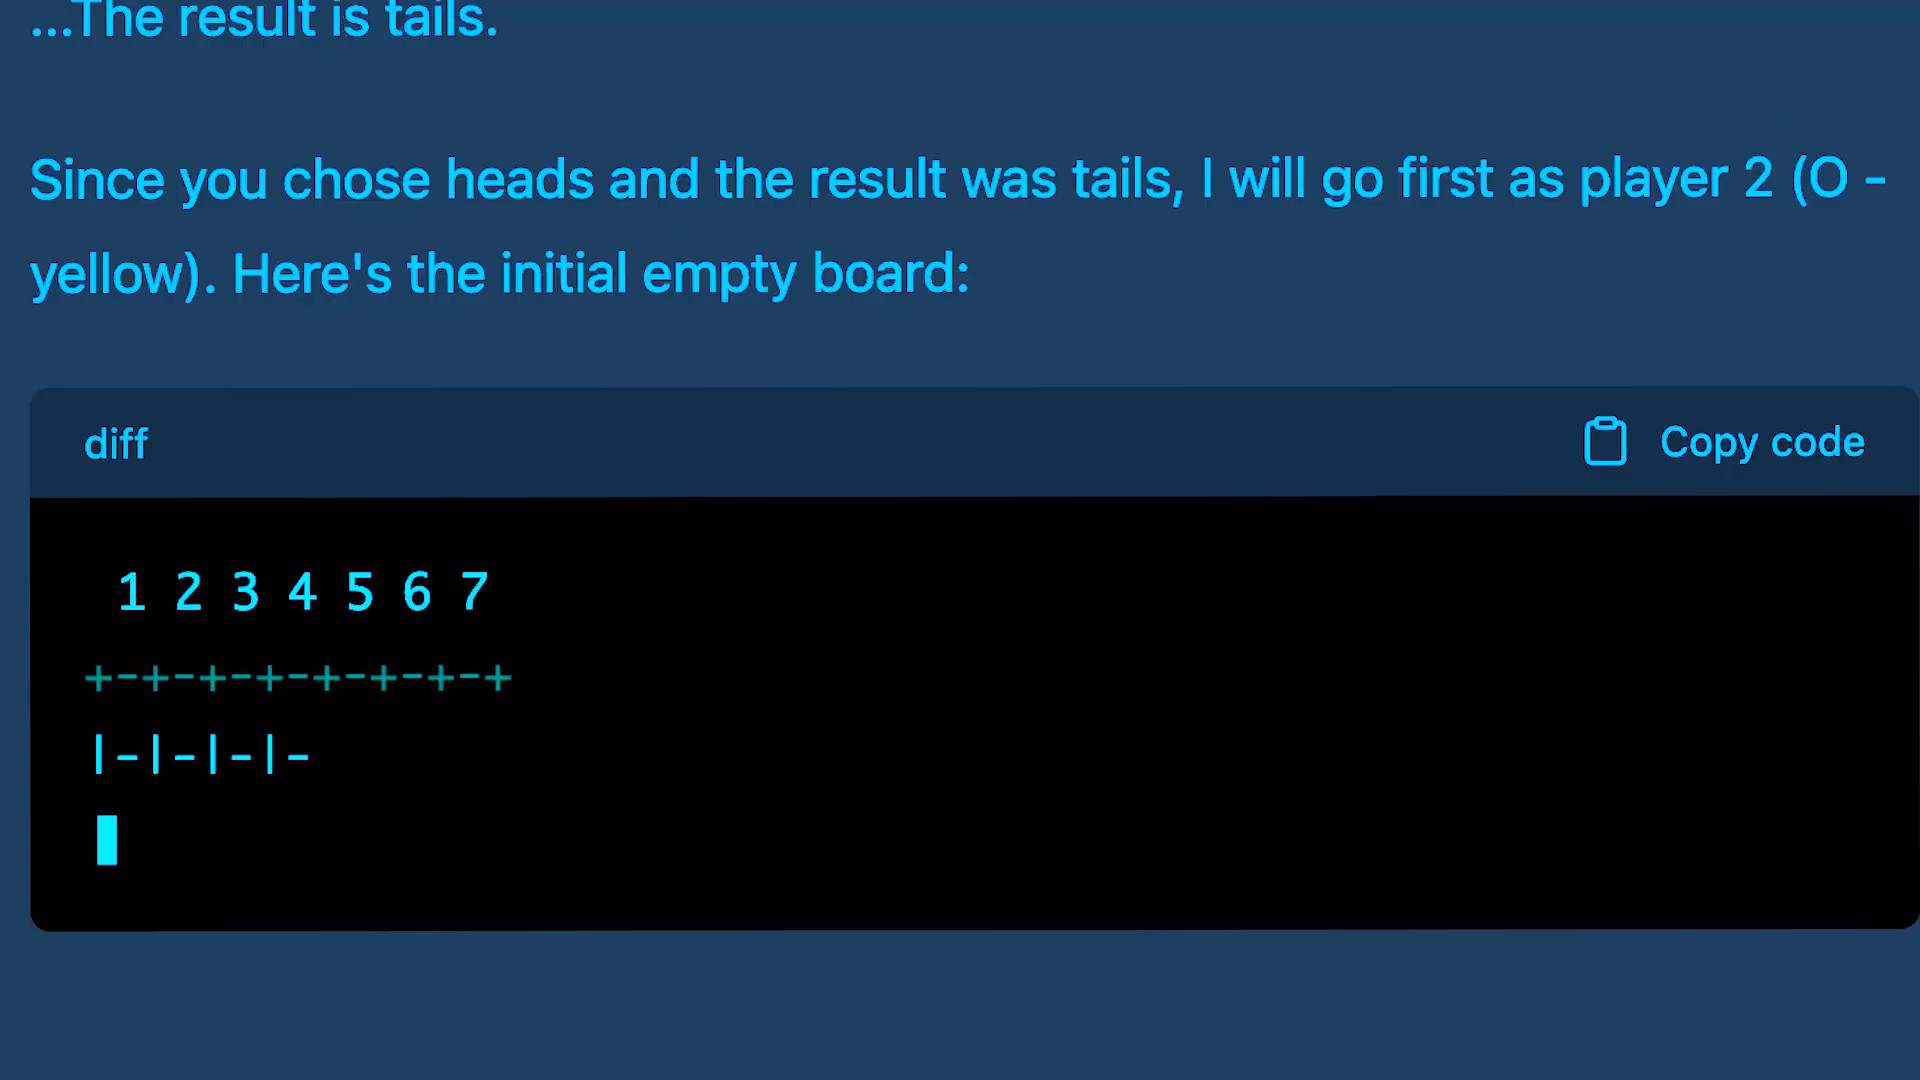 ...The result is tails.
Since you chose heads and the result was tails, I will go first as player 2 (O -
yellow). Here's the initial empty board:
diff
Copy code
1 2 3 4 5 6 7
+-+-+-+-+-+-+-+
|-|-|-|-